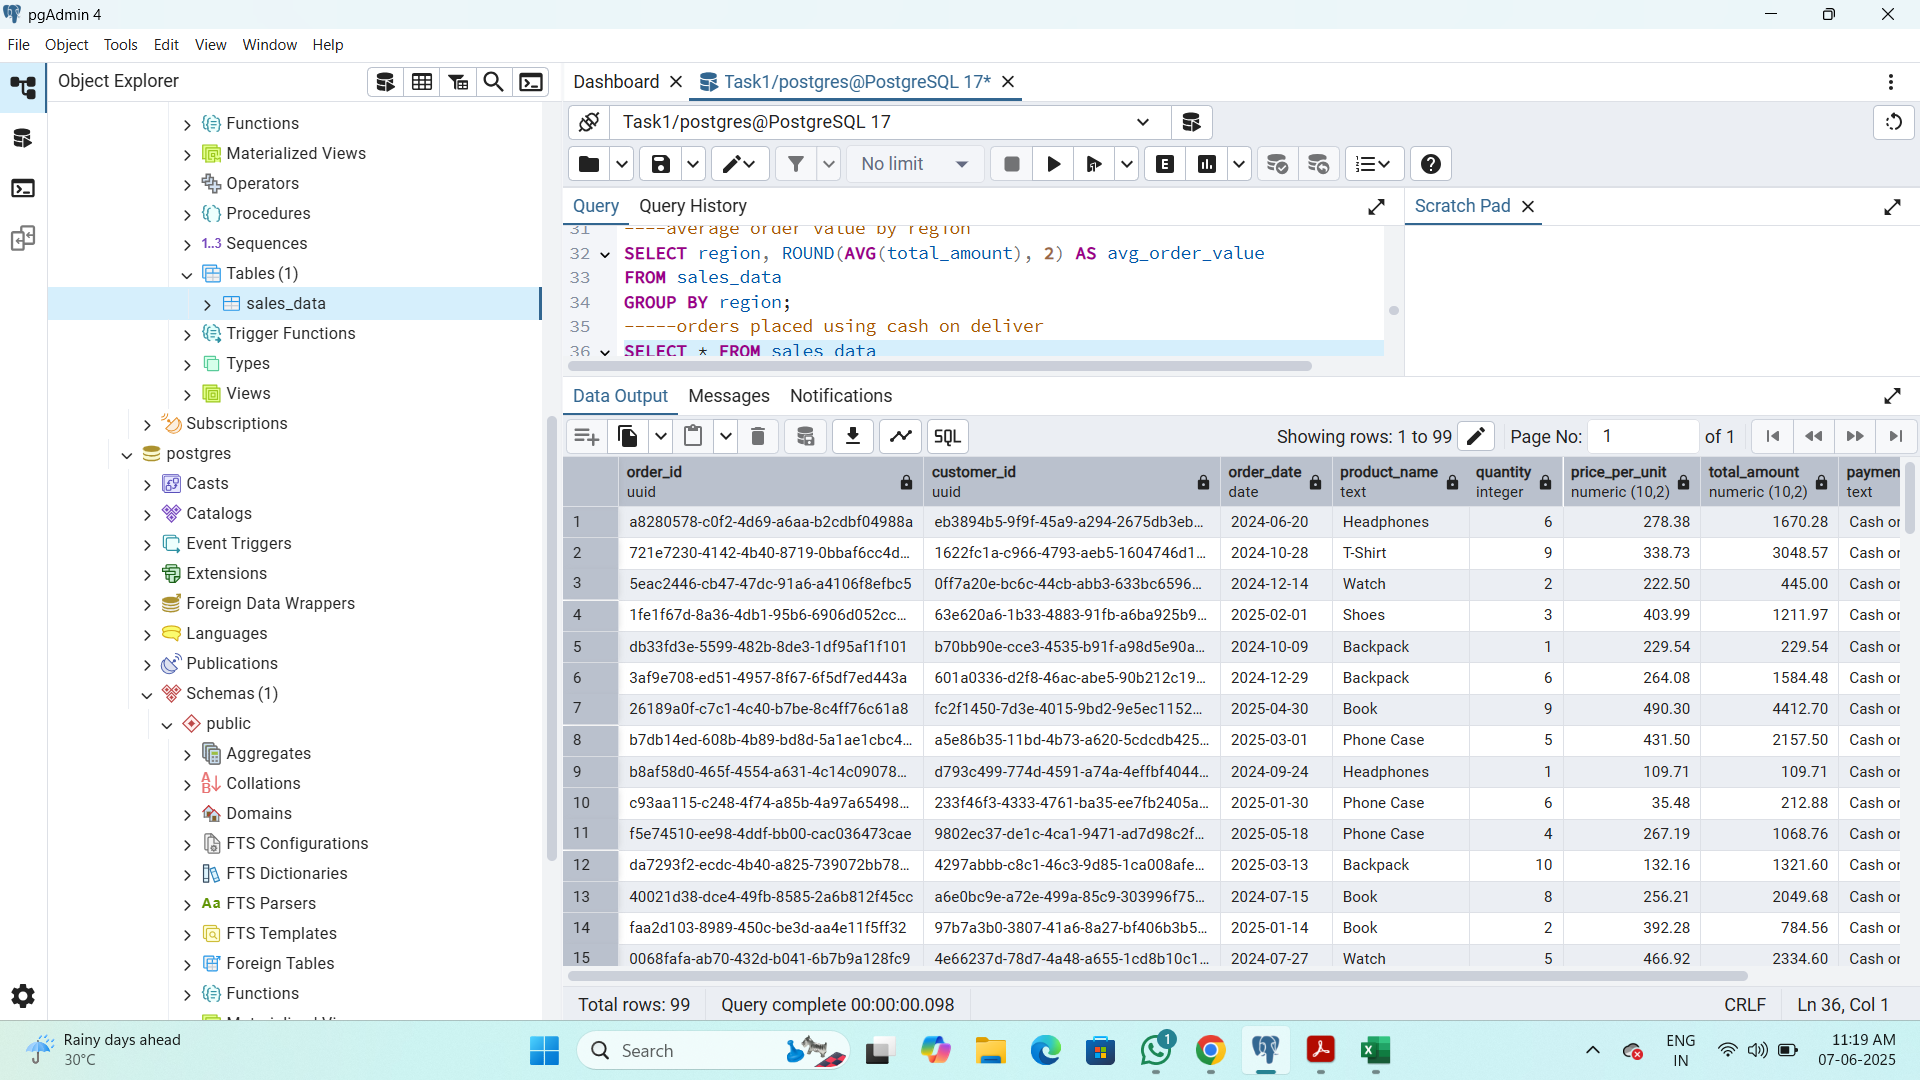 pgAdmin 4
File Object Tools Edit View Window Help
Object Explorer
Functions
Materialized Views
Operators
Procedures
1..3 Sequences
Tables (1)
sales_data
Trigger Functions
Types
Views
Subscriptions
postgres
Casts
Catalogs
Event Triggers
Extensions
Foreign Data Wrappers
Languages
Publications
Schemas (1)
public
Aggregates
Collations
Domains
FTS Configurations
FTS Dictionaries
Aa FTS Parsers
FTS Templates
Foreign Tables
Functions
Dashboard Task1/postgres@PostgreSQL 17*
Task1/postgres@PostgreSQL 17
No limit
Query Query History
Scratch Pad
31 ----average order value by region
32 SELECT region, ROUND(AVG(total_amount), 2) AS avg_order_value
33 FROM sales_data
34 GROUP BY region;
35 -----orders placed using cash on deliver
36 SELECT * FROM sales_data
Data Output Messages Notifications
SQL Showing rows: 1 to 99 Page No: 1 of 1
order_id customer_id order_date product_name quantity price_per_unit total_amount paymen
uuid uuid date text integer numeric (10,2) numeric (10,2) text
1 a8280578-c0f2-4d69-a6aa-b2cdbf04988a eb3894b5-9f9f-45a9-a294-2675db3eb... 2024-06-20 Headphones 6 278.38 1670.28 Cash or
2 721e7230-4142-4b40-8719-0bbaf6cc4d... 1622fc1a-c966-4793-aeb5-1604746d1... 2024-10-28 T-Shirt 9 338.73 3048.57 Cash or
3 5eac2446-cb47-47dc-91a6-a4106f8efbc5 0ff7a20e-bc6c-44cb-abb3-633bc6596... 2024-12-14 Watch 2 222.50 445.00 Cash or
4 1fe1f67d-8a36-4db1-95b6-6906d052cc... 63e620a6-1b33-4883-91fb-a6ba925b9... 2025-02-01 Shoes 3 403.99 1211.97 Cash or
5 db33fd3e-5599-482b-8de3-1df95af1f101 b70bb90e-cce3-4535-b91f-a98d5e90a... 2024-10-09 Backpack 1 229.54 229.54 Cash or
6 3af9e708-ed51-4957-8f67-6f5df7ed443a 601a0336-d2f8-46ac-abe5-90b212c19... 2024-12-29 Backpack 6 264.08 1584.48 Cash or
7 26189a0f-c7c1-4c40-b7be-8c4ff76c61a8 fc2f1450-7d3e-4015-9bd2-9e5ec1152... 2025-04-30 Book 9 490.30 4412.70 Cash or
8 b7db14ed-608b-4b89-bd8d-5a1ae1cbc4... a5e86b35-11bd-4b73-a620-5cdcdb425... 2025-03-01 Phone Case 5 431.50 2157.50 Cash or
9 b8af58d0-465f-4554-a631-4c14c09078... d793c499-774d-4591-a74a-4effbf4044... 2024-09-24 Headphones 1 109.71 109.71 Cash or
10 c93aa115-c248-4f74-a85b-4a97a65498... 233f46f3-4333-4761-ba35-ee7fb2405a... 2025-01-30 Phone Case 6 35.48 212.88 Cash or
11 f5e74510-ee98-4ddf-bb00-cac036473cae 9802ec37-de1c-4ca1-9471-ad7d98c2f... 2025-05-18 Phone Case 4 267.19 1068.76 Cash or
12 da7293f2-ecdc-4b40-a825-739072bb78... 4297abbb-c8c1-46c3-9d85-1ca008afe... 2025-03-13 Backpack 10 132.16 1321.60 Cash or
13 40021d38-dce4-49fb-8585-2a6b812f45cc a6e0bc9e-a72e-499a-85c9-303996f75... 2024-07-15 Book 8 256.21 2049.68 Cash or
14 faa2d103-8989-450c-be3d-aa4e11f5ff32 97b7a3b0-3807-41a6-8a27-bf406b3b5... 2025-01-14 Book 2 392.28 784.56 Cash or
15 0068fafa-ab70-432d-b041-6b7b9a128fc9 4e66237d-78d7-4a48-a655-1cd8b10c1... 2024-07-27 Watch 5 466.92 2334.60 Cash or
Total rows: 99 Query complete 00:00:00.098 CRLF Ln 36, Col 1
Rainy days ahead
30°C
Search
1
ENG
IN
11:19 AM
07-06-2025